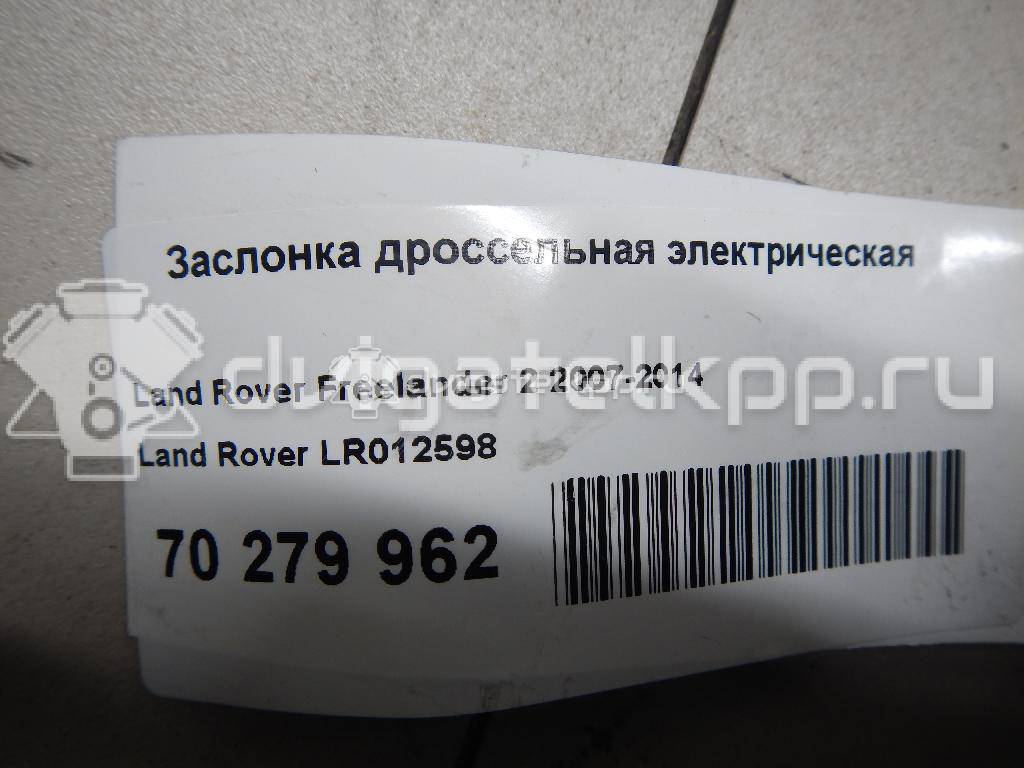 Заслонка дроссельная электрическая
Land Rover Freelander 2 2007-2014
dvigatelkpp.ru
Land Rover LR012598
70 279 962